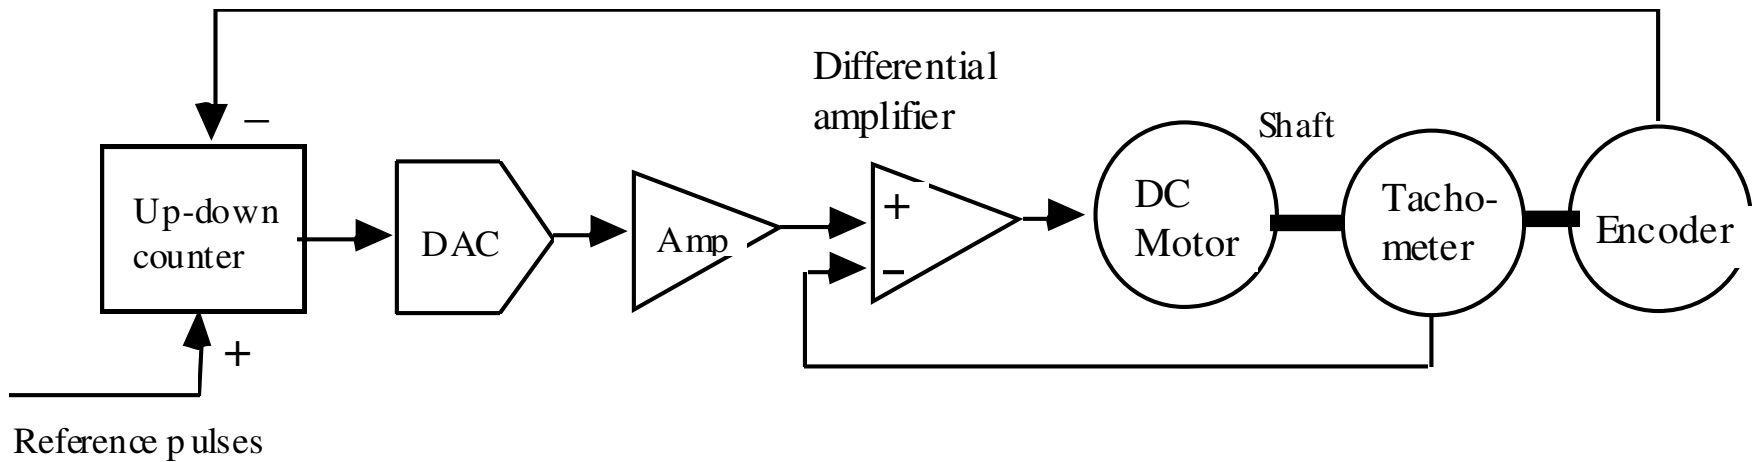 Differential
amplifier
Shaft
−
Up-down
counter
DAC
Amp
+
−
DC
Motor
Tacho-
meter
Encoder
+
Reference pulses